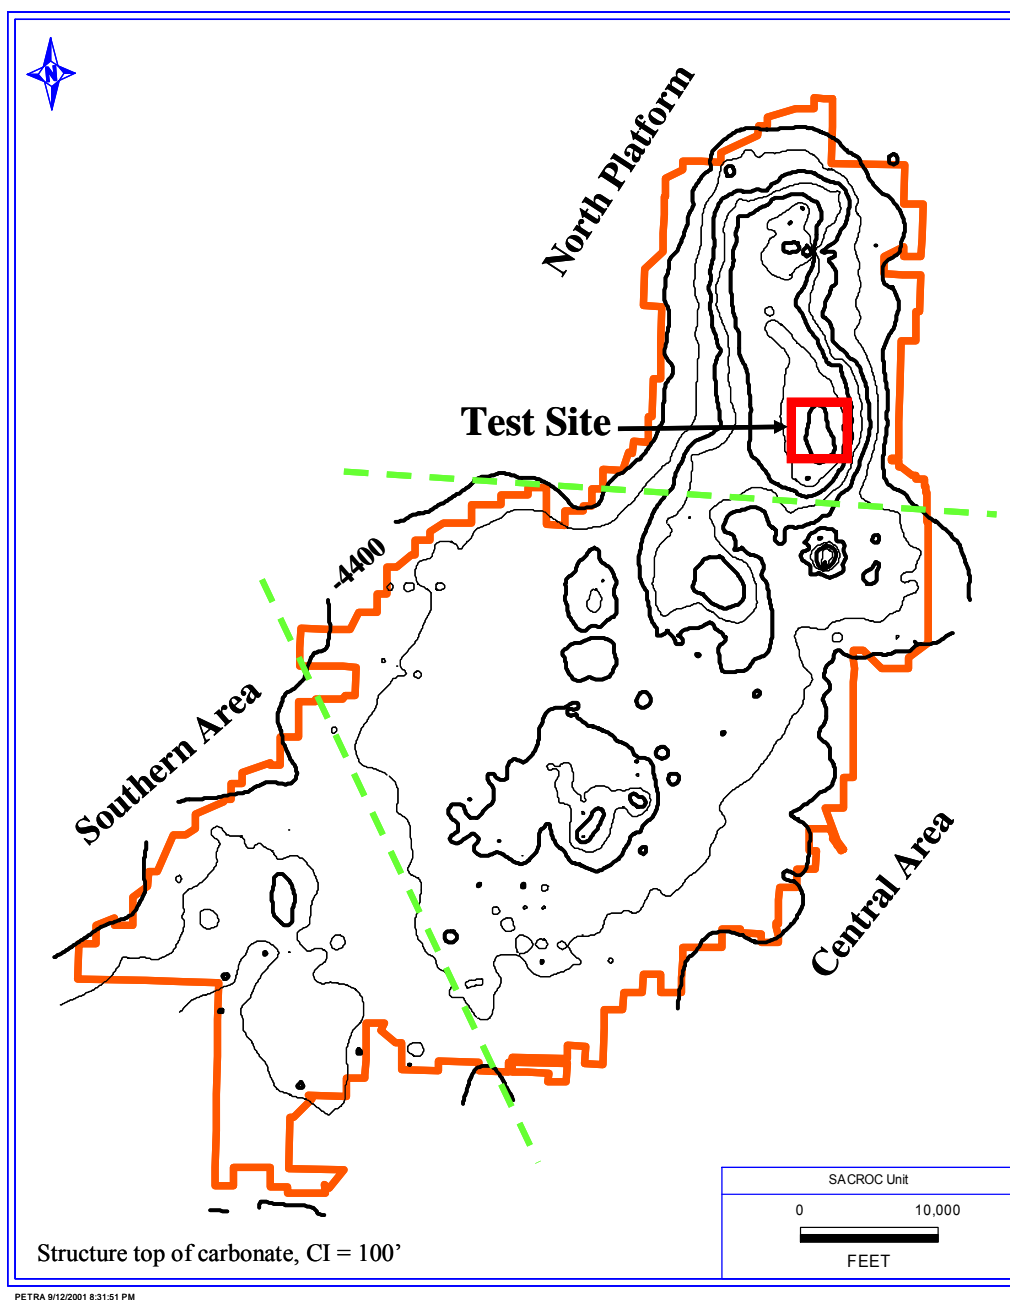 N
North Platform
Test Site
-4400
Southern Area
Central Area
SACROC Unit
0 10,000
FEET
Structure top of carbonate, CI = 100’
PETRA 9/12/2001 8:31:51 PM